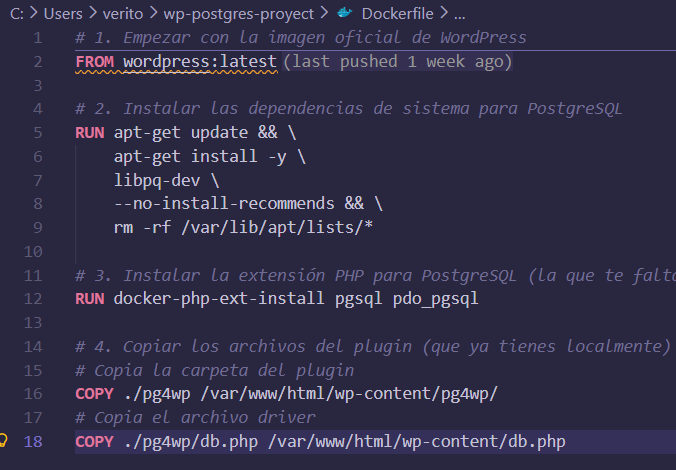 C: > Users > verito > wp-postgres-proyect > Dockerfile > ...
1 # 1. Empezar con la imagen oficial de WordPress
2 FROM wordpress:latest (last pushed 1 week ago)
3
4 # 2. Instalar las dependencias de sistema para PostgreSQL
5 RUN apt-get update && \
6 apt-get install -y \
7 libpq-dev \
8 --no-install-recommends && \
9 rm -rf /var/lib/apt/lists/*
10
11 # 3. Instalar la extensión PHP para PostgreSQL (la que te falta
12 RUN docker-php-ext-install pgsql pdo_pgsql
13
14 # 4. Copiar los archivos del plugin (que ya tienes localmente)
15 # Copia la carpeta del plugin
16 COPY ./pg4wp /var/www/html/wp-content/pg4wp/
17 # Copia el archivo driver
18 COPY ./pg4wp/db.php /var/www/html/wp-content/db.php